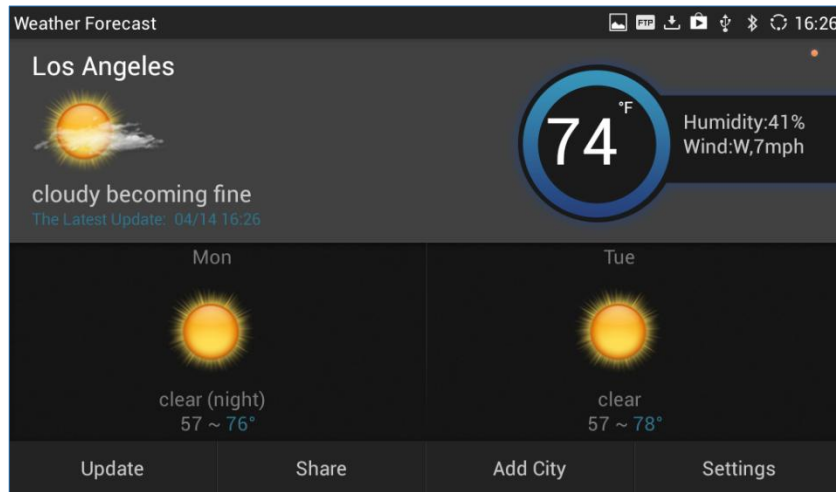 Weather Forecast
FTP
16:26
Los Angeles
74 °F
Humidity:41%
Wind:W,7mph
cloudy becoming fine
The Latest Update: 04/14 16:26
Mon
Tue
clear (night)
57 ~ 76°
clear
57 ~ 78°
Update
Share
Add City
Settings